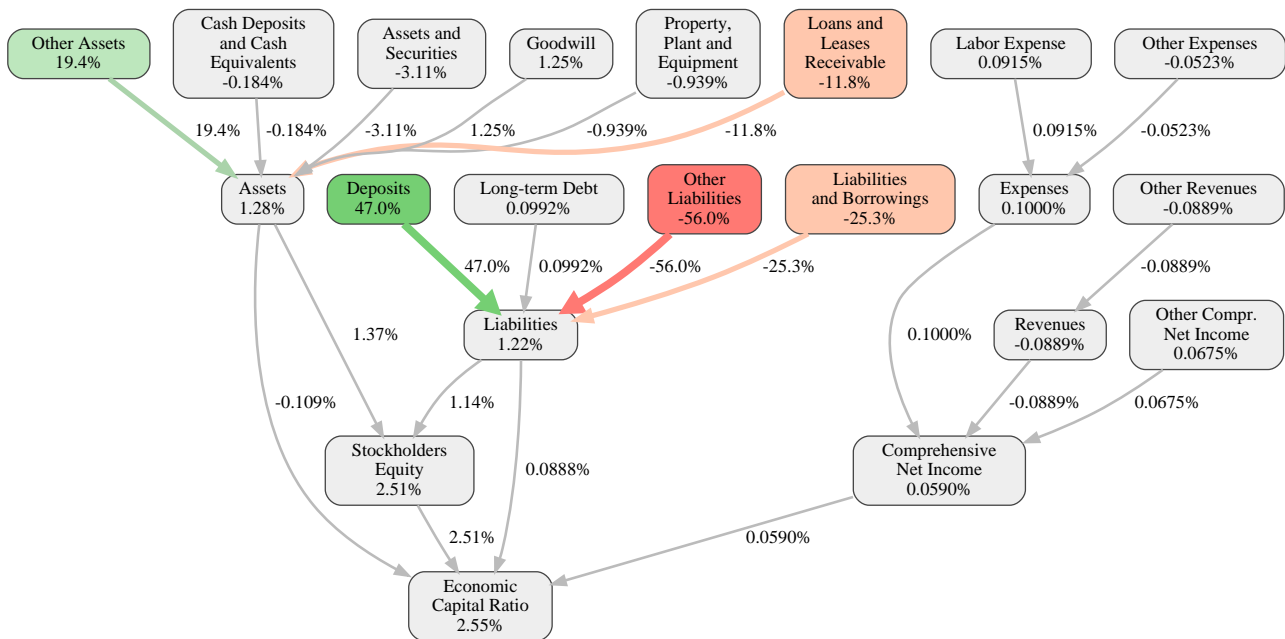 Other Assets
19.4%
Cash Deposits
and Cash
Equivalents
-0.184%
Assets and
Securities
-3.11%
Goodwill
1.25%
Property,
Plant and
Equipment
-0.939%
Loans and
Leases
Receivable
-11.8%
Labor Expense
0.0915%
Other Expenses
-0.0523%
19.4%
-0.184%
-3.11%
1.25%
-0.939%
-11.8%
0.0915%
-0.0523%
Assets
1.28%
Deposits
47.0%
Long-term Debt
0.0992%
Other
Liabilities
-56.0%
Liabilities
and Borrowings
-25.3%
Expenses
0.1000%
Other Revenues
-0.0889%
47.0%
0.0992%
-56.0%
-25.3%
-0.0889%
1.37%
Liabilities
1.22%
0.1000%
Revenues
-0.0889%
Other Compr.
Net Income
0.0675%
-0.109%
1.14%
-0.0889%
0.0675%
Stockholders
Equity
2.51%
0.0888%
Comprehensive
Net Income
0.0590%
2.51%
0.0590%
Economic
Capital Ratio
2.55%